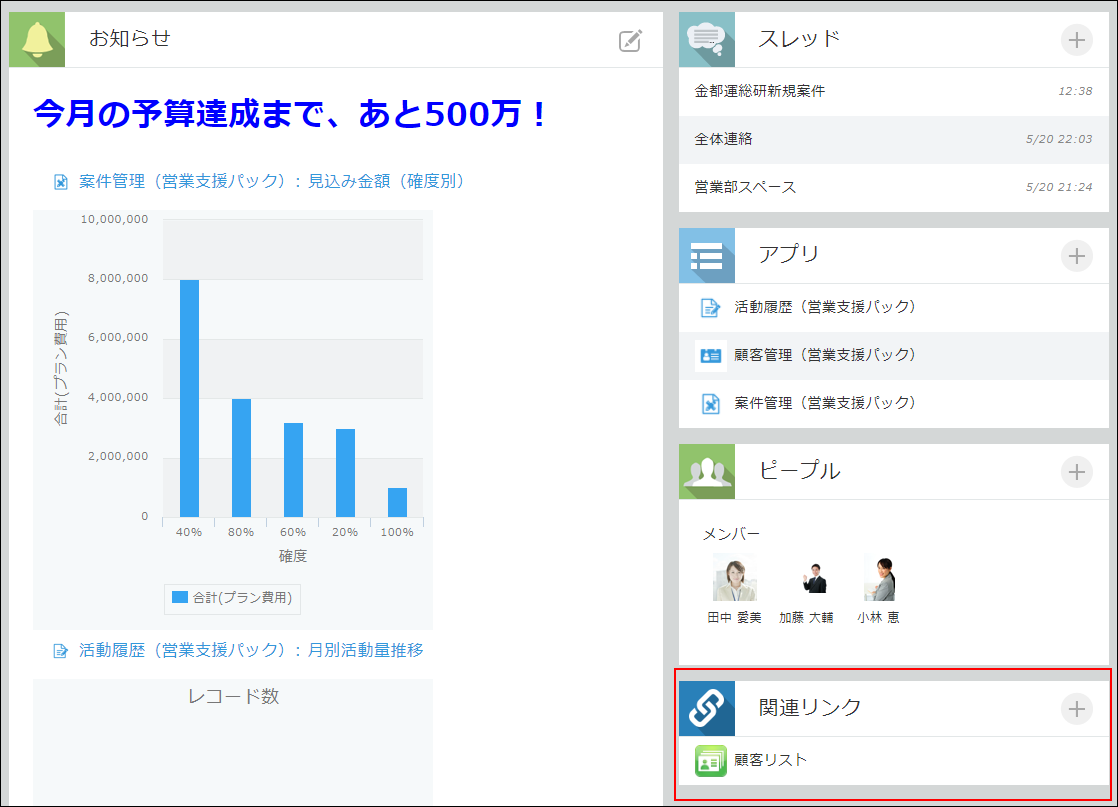 お知らせ
今月の予算達成まで、あと500万！
案件管理（営業支援パック）: 見込み金額（確度別）
10,000,000
8,000,000
6,000,000
4,000,000
2,000,000
0
合計(プラン費用)
40% 80% 60% 20% 100%
確度
合計(プラン費用)
活動履歴（営業支援パック）: 月別活動量推移
レコード数
スレッド
金都運総研新規案件 12:38
全体連絡 5/20 22:03
営業部スペース 5/20 21:24
アプリ
活動履歴（営業支援パック）
顧客管理（営業支援パック）
案件管理（営業支援パック）
ピープル
メンバー
田中 愛美 加藤 大輔 小林 恵
関連リンク
顧客リスト